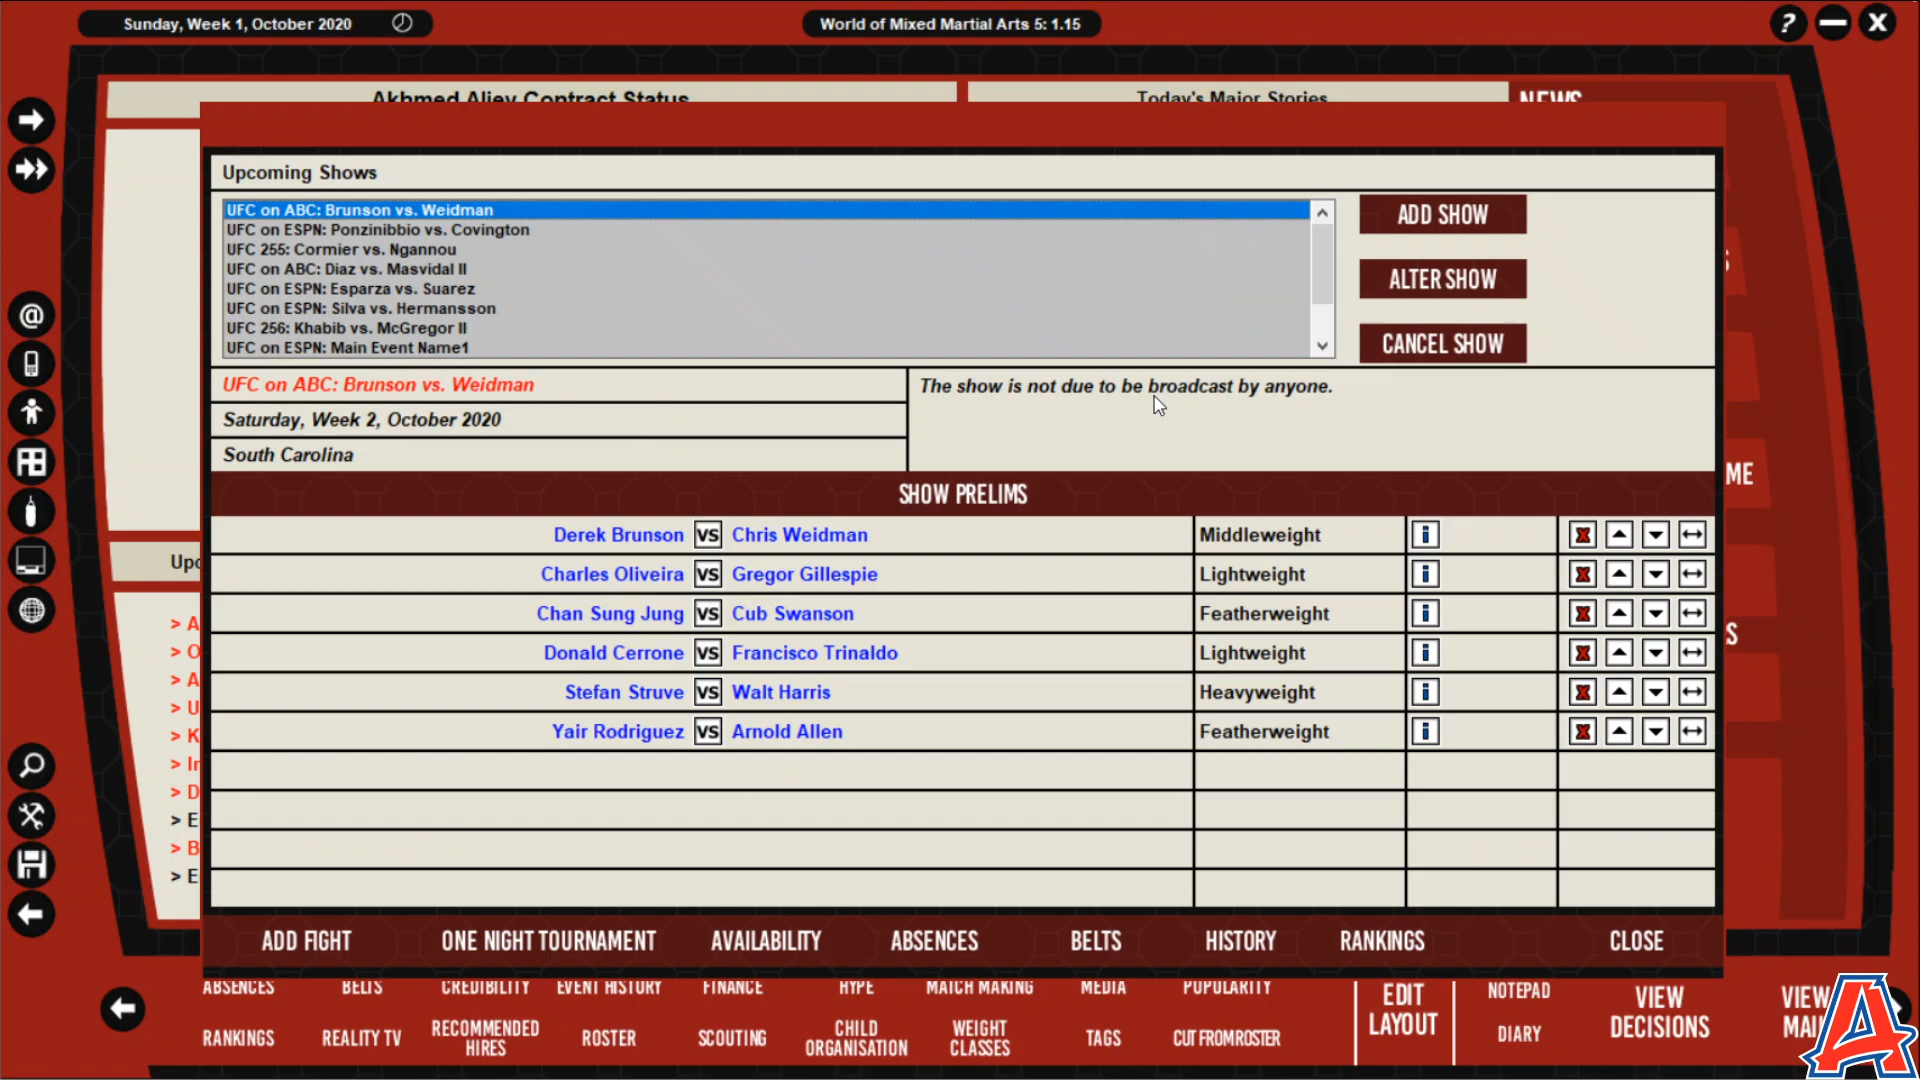 Sunday, Week 1, October 2020
World of Mixed Martial Arts 5: 1.15
?
X
Akhmed Aliev Contract Status
Today's Major Stories
NEWS
Upcoming Shows
UFC on ABC: Brunson vs. Weidman
UFC on ESPN: Ponzinibbio vs. Covington
UFC 255: Cormier vs. Ngannou
UFC on ABC: Diaz vs. Masvidal II
UFC on ESPN: Esparza vs. Suarez
UFC on ESPN: Silva vs. Hermansson
UFC 256: Khabib vs. McGregor II
UFC on ESPN: Main Event Name1
ADD SHOW
ALTER SHOW
CANCEL SHOW
UFC on ABC: Brunson vs. Weidman
Saturday, Week 2, October 2020
South Carolina
The show is not due to be broadcast by anyone.
SHOW PRELIMS
Derek Brunson VS Chris Weidman Middleweight i X
Charles Oliveira VS Gregor Gillespie Lightweight i X
Chan Sung Jung VS Cub Swanson Featherweight i X
Donald Cerrone VS Francisco Trinaldo Lightweight i X
Stefan Struve VS Walt Harris Heavyweight i X
Yair Rodriguez VS Arnold Allen Featherweight i X
Upc
> A
> O
> A
> U
> K
> Ir
> D
> E
> B
> E
S
ME
S
@
ADD FIGHT ONE NIGHT TOURNAMENT AVAILABILITY ABSENCES BELTS HISTORY RANKINGS CLOSE
ABSENCES BELTS CREDIBILITY EVENT HISTORY FINANCE HYPE MATCH MAKING MEDIA POPULARITY
RANKINGS REALITY TV RECOMMENDED HIRES ROSTER SCOUTING CHILD ORGANISATION WEIGHT CLASSES TAGS CUT FROM ROSTER
EDIT LAYOUT
NOTEPAD
DIARY
VIEW DECISIONS
VIEW MAI
A